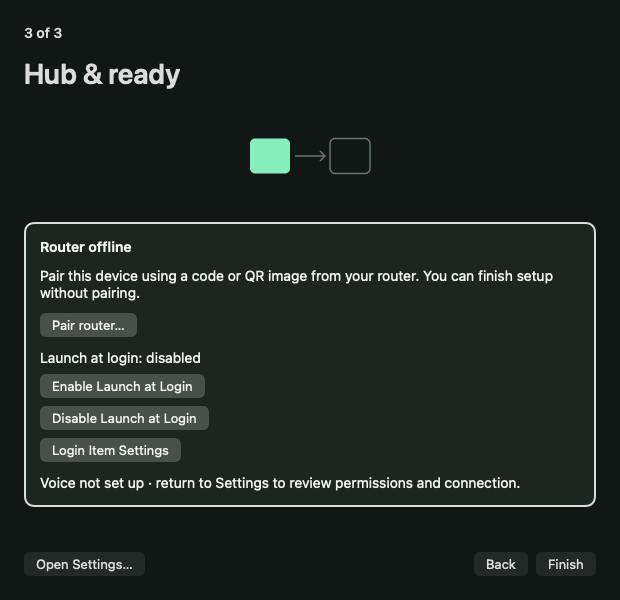 3 of 3
Hub & ready
Router offline
Pair this device using a code or QR image from your router. You can finish setup
without pairing.
Pair router...
Launch at login: disabled
Enable Launch at Login
Disable Launch at Login
Login Item Settings
Voice not set up · return to Settings to review permissions and connection.
Open Settings...
Back
Finish